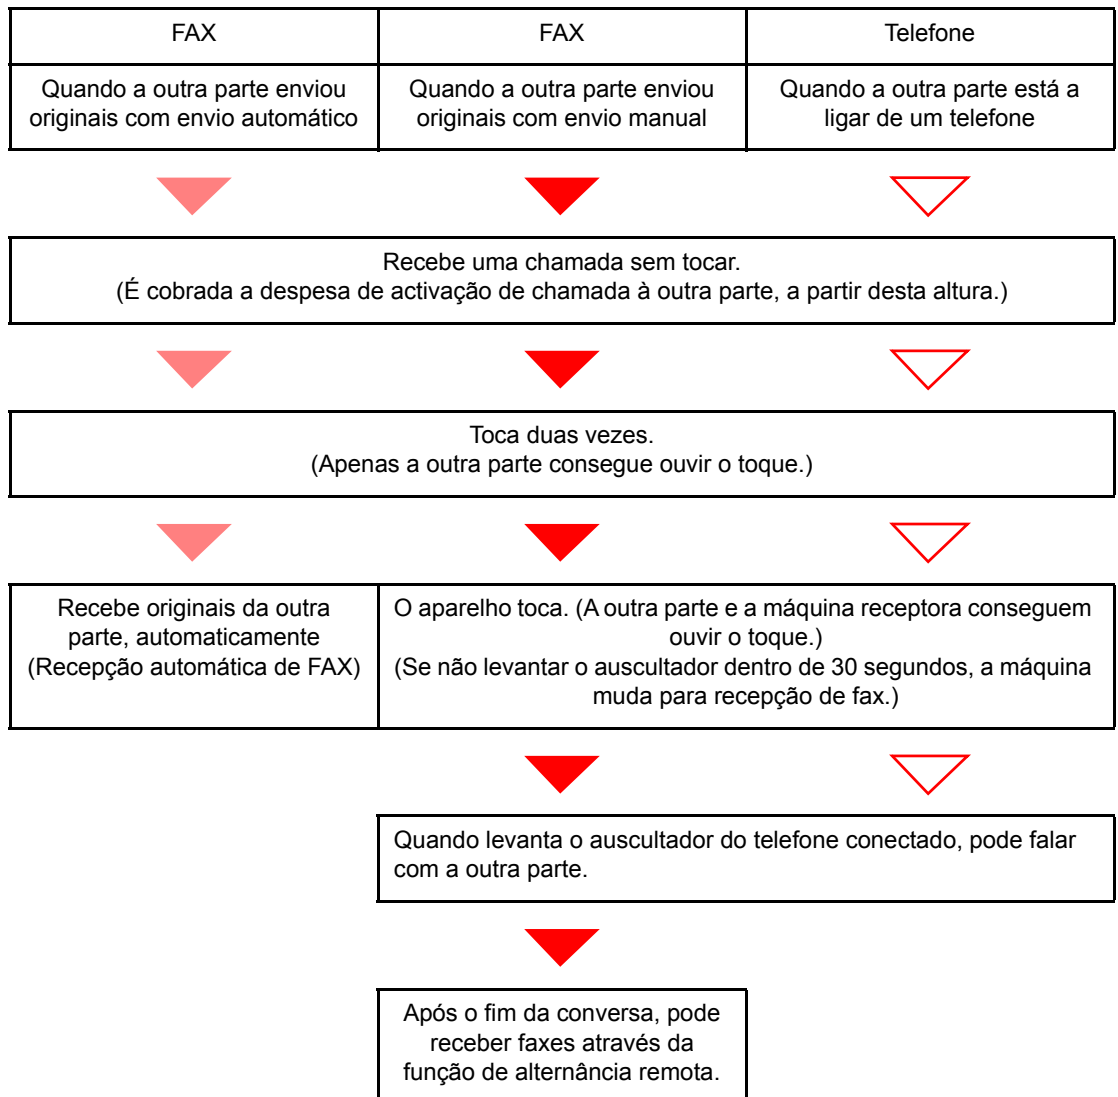 FAX
FAX
Telefone
Quando a outra parte enviou
originais com envio automático
Quando a outra parte enviou
originais com envio manual
Quando a outra parte está a
ligar de um telefone
Recebe uma chamada sem tocar.
(É cobrada a despesa de activação de chamada à outra parte, a partir desta altura.)
Toca duas vezes.
(Apenas a outra parte consegue ouvir o toque.)
Recebe originais da outra
parte, automaticamente
(Recepção automática de FAX)
O aparelho toca. (A outra parte e a máquina receptora conseguem
ouvir o toque.)
(Se não levantar o auscultador dentro de 30 segundos, a máquina
muda para recepção de fax.)
Quando levanta o auscultador do telefone conectado, pode falar
com a outra parte.
Após o fim da conversa, pode
receber faxes através da
função de alternância remota.